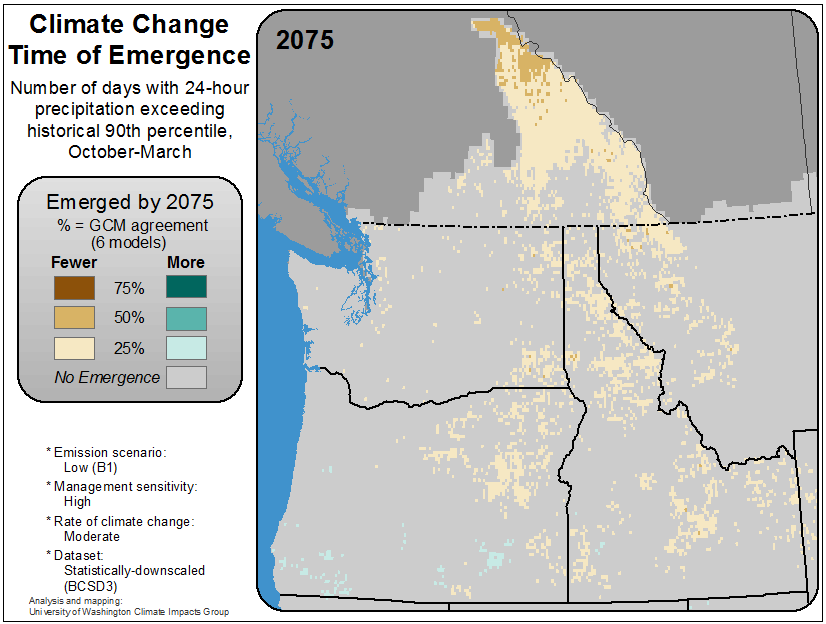 Climate Change
Time of Emergence
Number of days with 24-hour
precipitation exceeding
historical 90th percentile,
October-March
2075
Emerged by 2075
% = GCM agreement
(6 models)
Fewer More
75%
50%
25%
No Emergence
* Emission scenario:
Low (B1)
* Management sensitivity:
High
* Rate of climate change:
Moderate
* Dataset:
Statistically-downscaled
(BCSD3)
Analysis and mapping:
University of Washington Climate Impacts Group